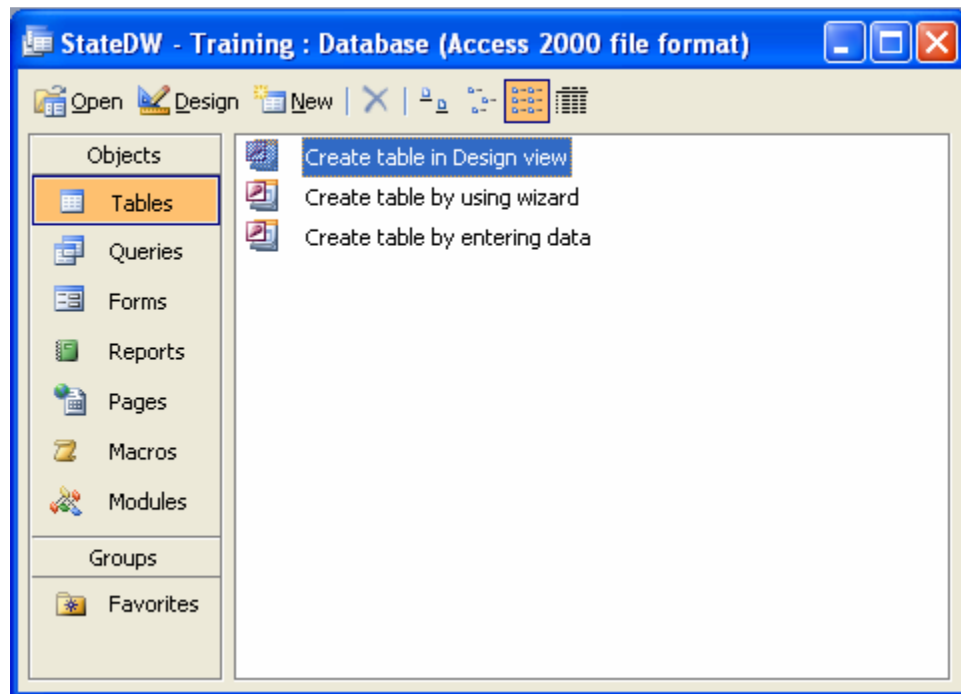 StateDW - Training : Database (Access 2000 file format)
Open Design New
Objects
Tables
Queries
Forms
Reports
Pages
Macros
Modules
Groups
Favorites
Create table in Design view
Create table by using wizard
Create table by entering data